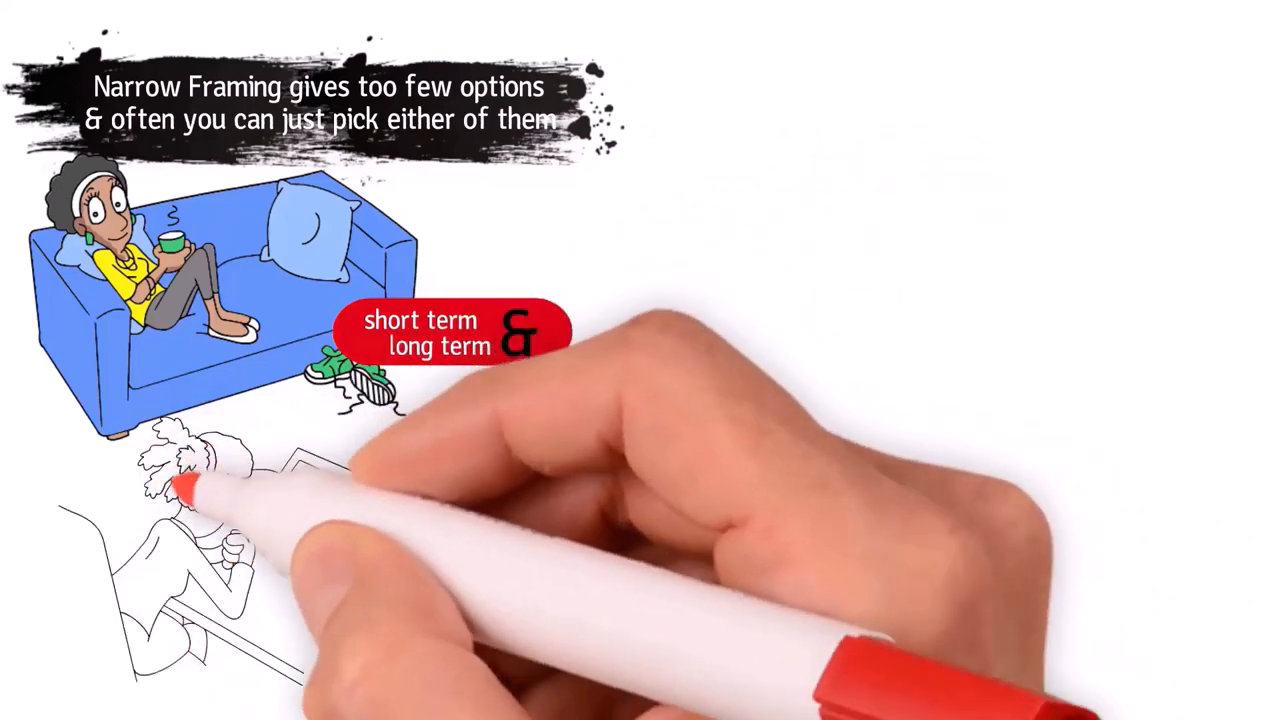 Narrow Framing gives too few options
& often you can just pick either of them
short term
long term &